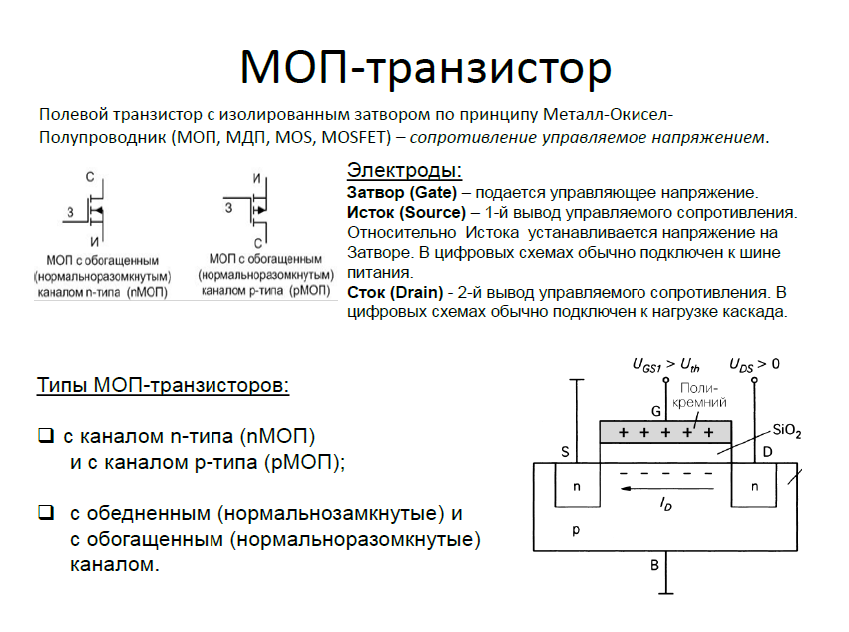 МОП-транзистор
Полевой транзистор с изолированным затвором по принципу Металл-Окисел-
Полупроводник (МОП, МДП, MOS, MOSFET) – сопротивление управляемое напряжением.
С
З
И
МОП с обогащенным
(нормальноразомкнутым)
каналом n-типа (nМОП)
И
З
С
МОП с обогащенным
(нормальноразомкнутым)
каналом p-типа (pМОП)
Электроды:
Затвор (Gate) – подается управляющее напряжение.
Исток (Source) – 1-й вывод управляемого сопротивления.
Относительно Истока устанавливается напряжение на
Затворе. В цифровых схемах обычно подключен к шине
питания.
Сток (Drain) - 2-й вывод управляемого сопротивления. В
цифровых схемах обычно подключен к нагрузке каскада.
Типы МОП-транзисторов:
с каналом n-типа (nМОП)
и с каналом p-типа (pМОП);
с обедненным (нормальнозамкнутые) и
с обогащенным (нормальноразомкнутые)
каналом.
UGS1 > Uth
UDS > 0
Поли-
кремний
G
+ + + + +
SiO2
S
D
– – – – –
n
n
ID
p
B